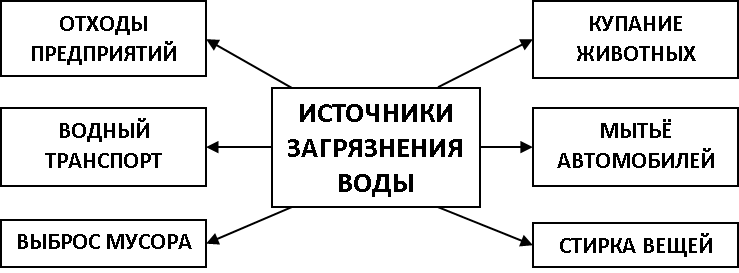 ОТХОДЫ
ПРЕДПРИЯТИЙ
КУПАНИЕ
ЖИВОТНЫХ
ИСТОЧНИКИ
ЗАГРЯЗНЕНИЯ
ВОДЫ
ВОДНЫЙ
ТРАНСПОРТ
МЫТЬЁ
АВТОМОБИЛЕЙ
ВЫБРОС МУСОРА
СТИРКА ВЕЩЕЙ